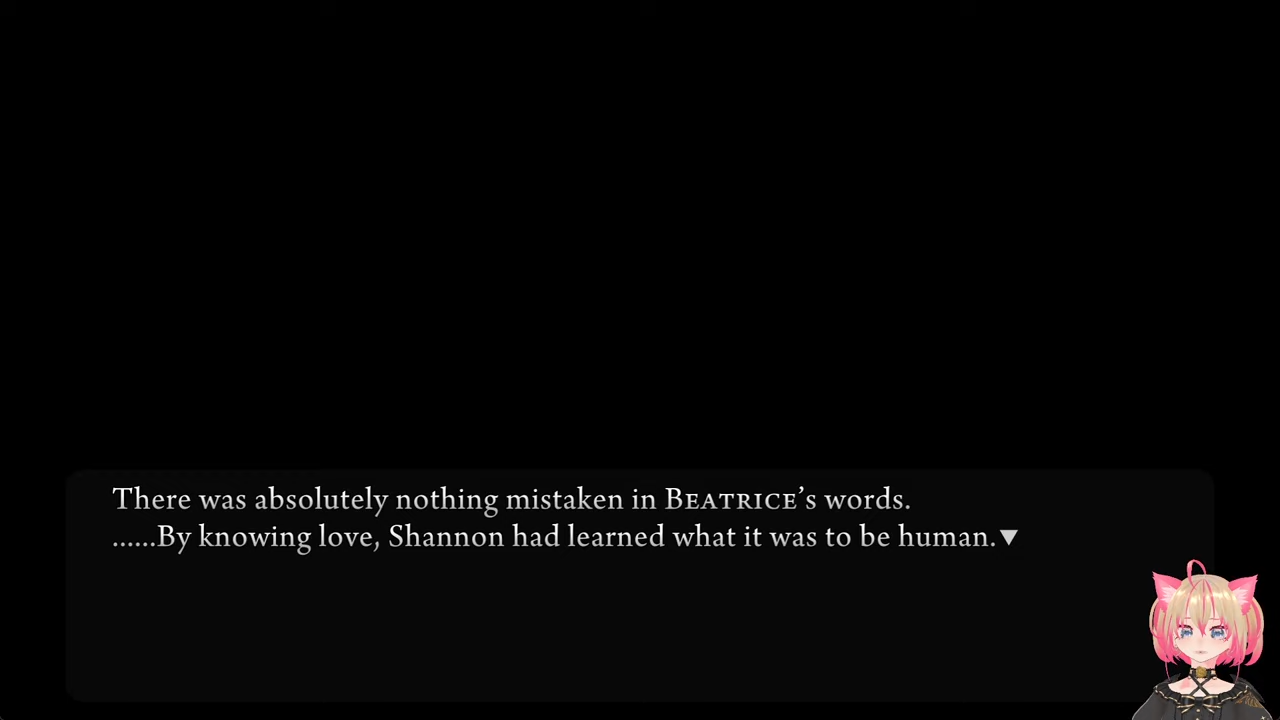 There was absolutely nothing mistaken in BEATRICE’s words.
......By knowing love, Shannon had learned what it was to be human.▼